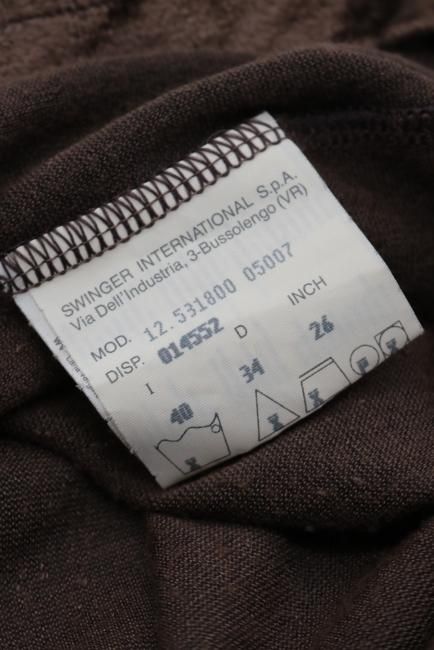 SWINGER INTERNATIONAL S.p.A.
Via Dell'Industria, 3-Bussolengo (VR)
MOD. 12.531800 05007
DISP. 014552
I D INCH
40 34 26